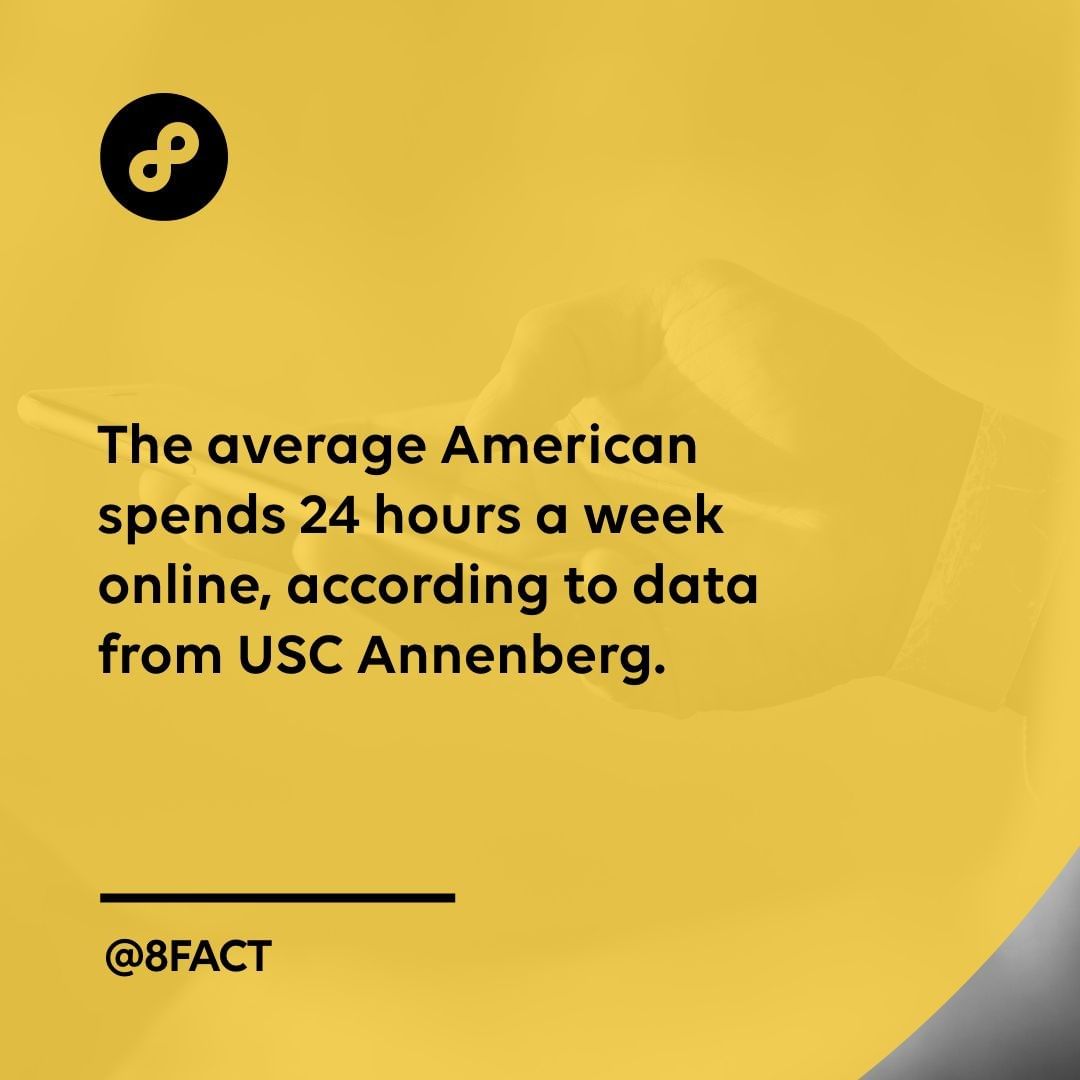 The average American
spends 24 hours a week
online, according to data
from USC Annenberg.
@8FACT